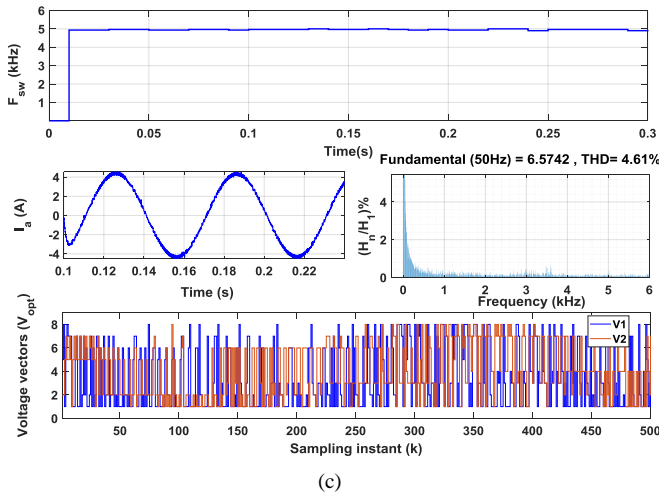 6
5
4
3
2
1
F_sw (kHz)
0 0.05 0.1 0.15 0.2 0.25 0.3
Time(s)
4
2
0
-2
-4
I_a (A)
0.1 0.12 0.14 0.16 0.18 0.2 0.22
Time (s)
Fundamental (50Hz) = 6.5742 , THD= 4.61%
4
2
0
(H_n/H_1)%
0 1 2 3 4 5 6
Frequency (kHz)
8
6
4
2
0
Voltage vectors (V_opt)
V1
V2
50 100 150 200 250 300 350 400 450 500
Sampling instant (k)
(c)